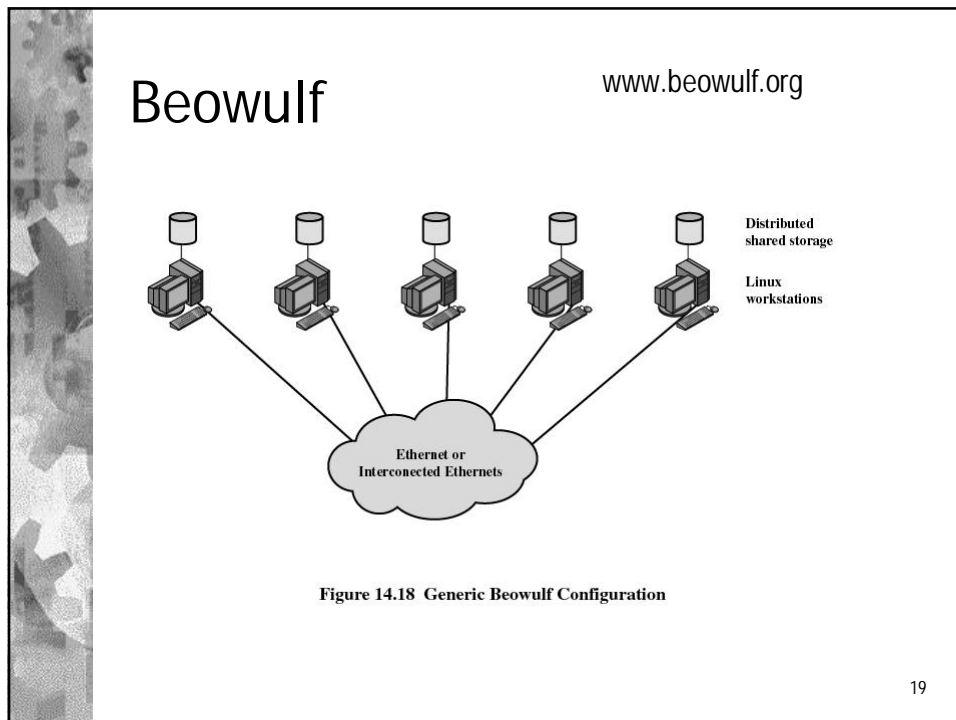 Beowulf
www.beowulf.org
Distributed
shared storage
Linux
workstations
Ethernet or
Interconected Ethernets
Figure 14.18 Generic Beowulf Configuration
19